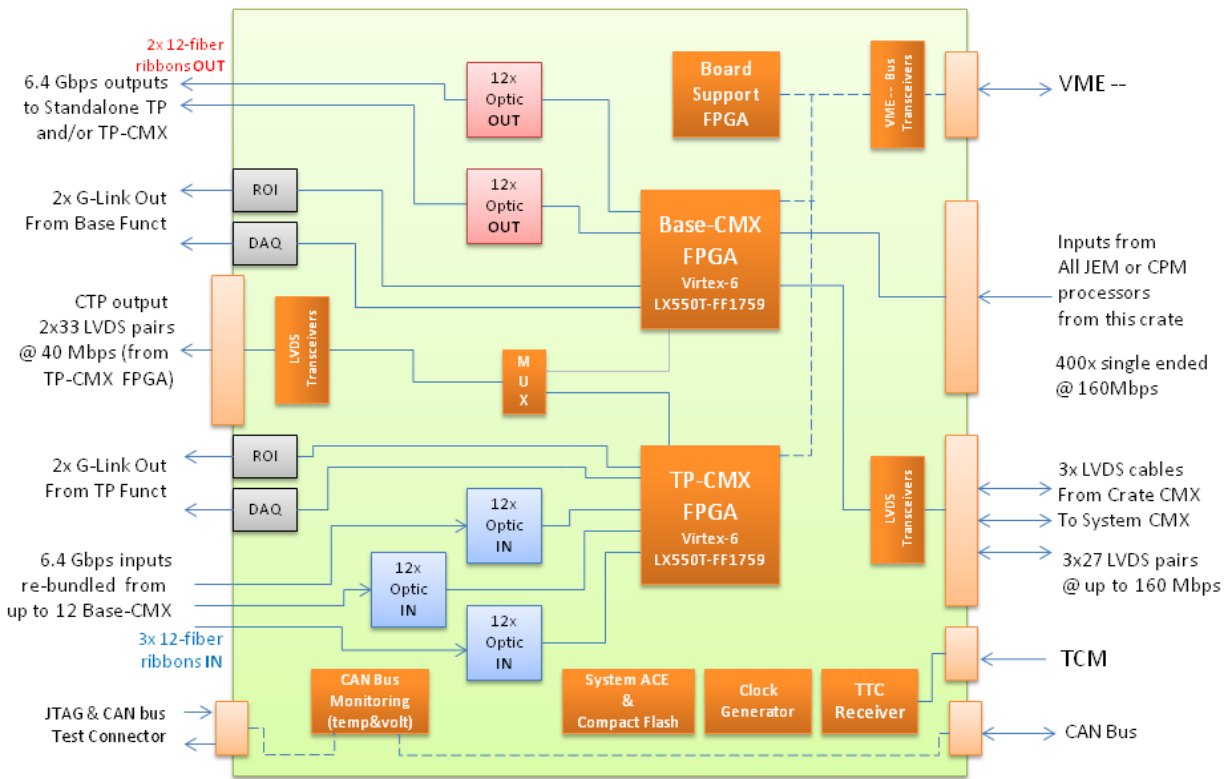 2x 12-fiber
ribbons OUT
6.4 Gbps outputs
to Standalone TP
and/or TP-CMX
12x
Optic
OUT
Board
Support
FPGA
VME-- Bus
Transceivers
VME --
2x G-Link Out
From Base Funct
ROI
DAQ
12x
Optic
OUT
Base-CMX
FPGA
Virtex-6
LX550T-FF1759
Inputs from
All JEM or CPM
processors
from this crate
400x single ended
@ 160Mbps
CTP output
2x33 LVDS pairs
@ 40 Mbps (from
TP-CMX FPGA)
LVDS
Transceivers
M
U
X
2x G-Link Out
From TP Funct
ROI
DAQ
TP-CMX
FPGA
Virtex-6
LX550T-FF1759
LVDS
Transceivers
3x LVDS cables
From Crate CMX
To System CMX
3x27 LVDS pairs
@ up to 160 Mbps
12x
Optic
IN
6.4 Gbps inputs
re-bundled from
up to 12 Base-CMX
12x
Optic
IN
3x 12-fiber
ribbons IN
12x
Optic
IN
TCM
CAN Bus
Monitoring
(temp&volt)
System ACE
&
Compact Flash
Clock
Generator
TTC
Receiver
JTAG & CAN bus
Test Connector
CAN Bus